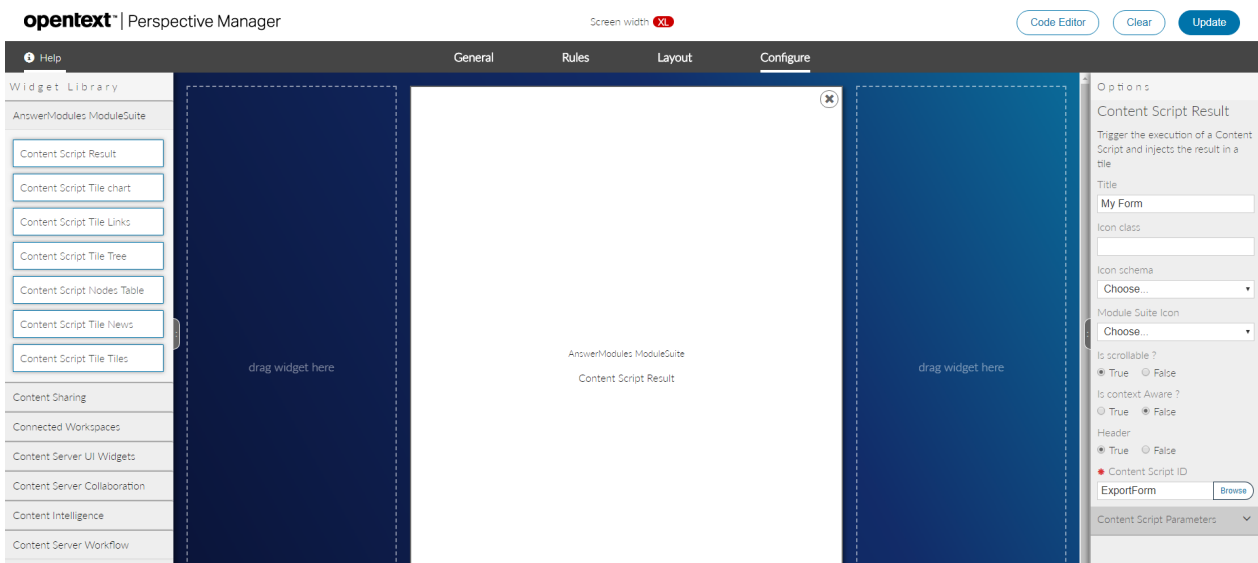 opentext™ | Perspective Manager
Screen width XL
Code Editor
Clear
Update
Help
General
Rules
Layout
Configure
Widget Library
AnswerModules ModuleSuite
Content Script Result
Content Script Tile chart
Content Script Tile Links
Content Script Tile Tree
Content Script Nodes Table
Content Script Tile News
Content Script Tile Tiles
Content Sharing
Connected Workspaces
Content Server UI Widgets
Content Server Collaboration
Content Intelligence
Content Server Workflow
drag widget here
AnswerModules ModuleSuite
Content Script Result
drag widget here
Options
Content Script Result
Trigger the execution of a Content
Script and injects the result in a
tile
Title
My Form
Icon class
Icon schema
Choose...
Module Suite Icon
Choose...
Is scrollable ?
True False
Is context Aware ?
True False
Header
True False
Content Script ID
ExportForm
Browse
Content Script Parameters